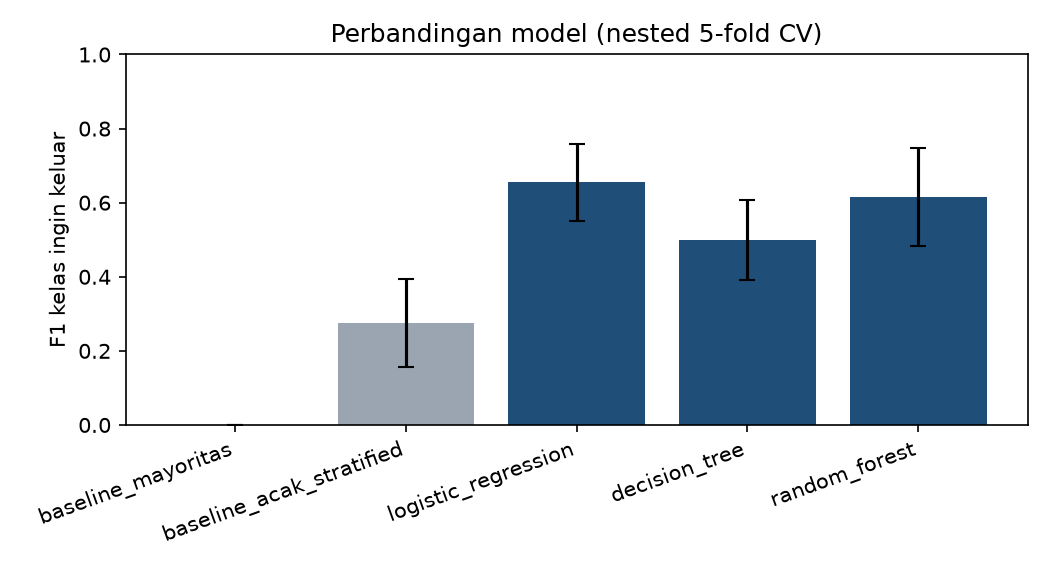 Perbandingan model (nested 5-fold CV)
F1 kelas ingin keluar
1.0
0.8
0.6
0.4
0.2
0.0
baseline_mayoritas
baseline_acak_stratified
logistic_regression
decision_tree
random_forest